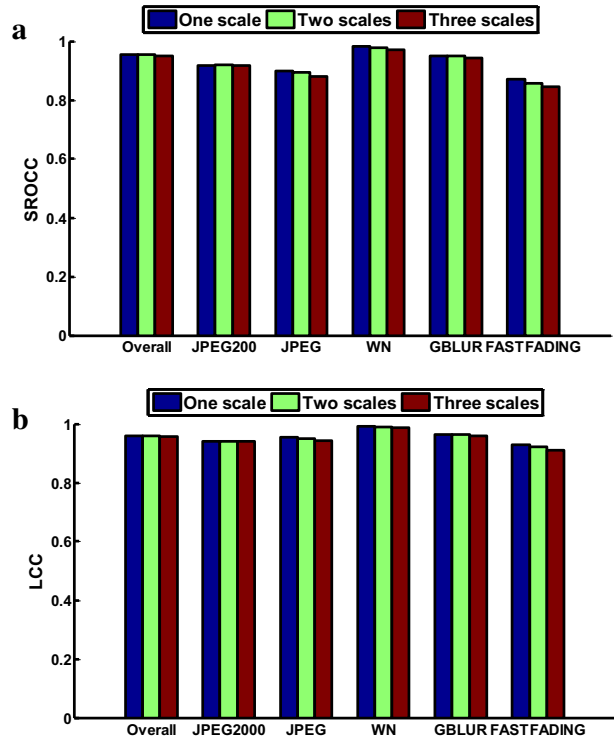 a
One scale Two scales Three scales
1
0.8
0.6
0.4
0.2
0
SROCC
Overall JPEG200 JPEG WN GBLUR FASTFADING
b
One scale Two scales Three scales
1
0.8
0.6
0.4
0.2
0
LCC
Overall JPEG2000 JPEG WN GBLUR FASTFADING